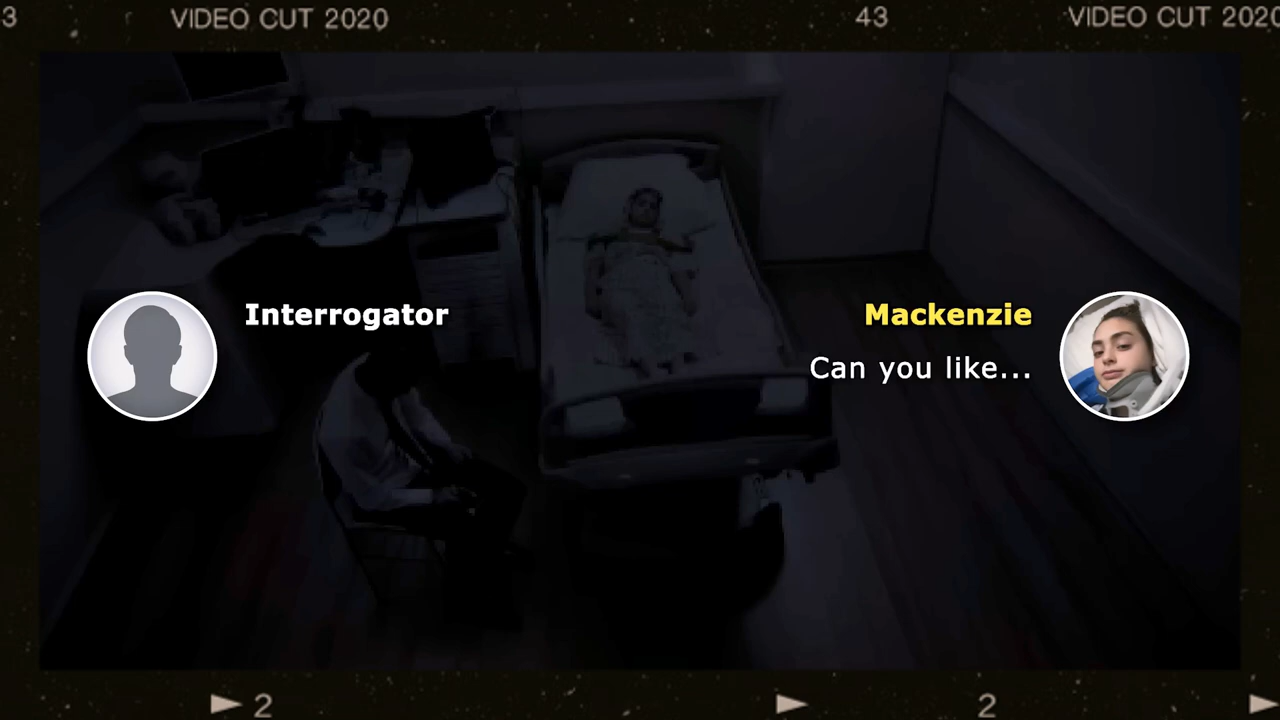 3
VIDEO CUT 2020
43
VIDEO CUT 2020
Interrogator
Mackenzie
Can you like...
2
2